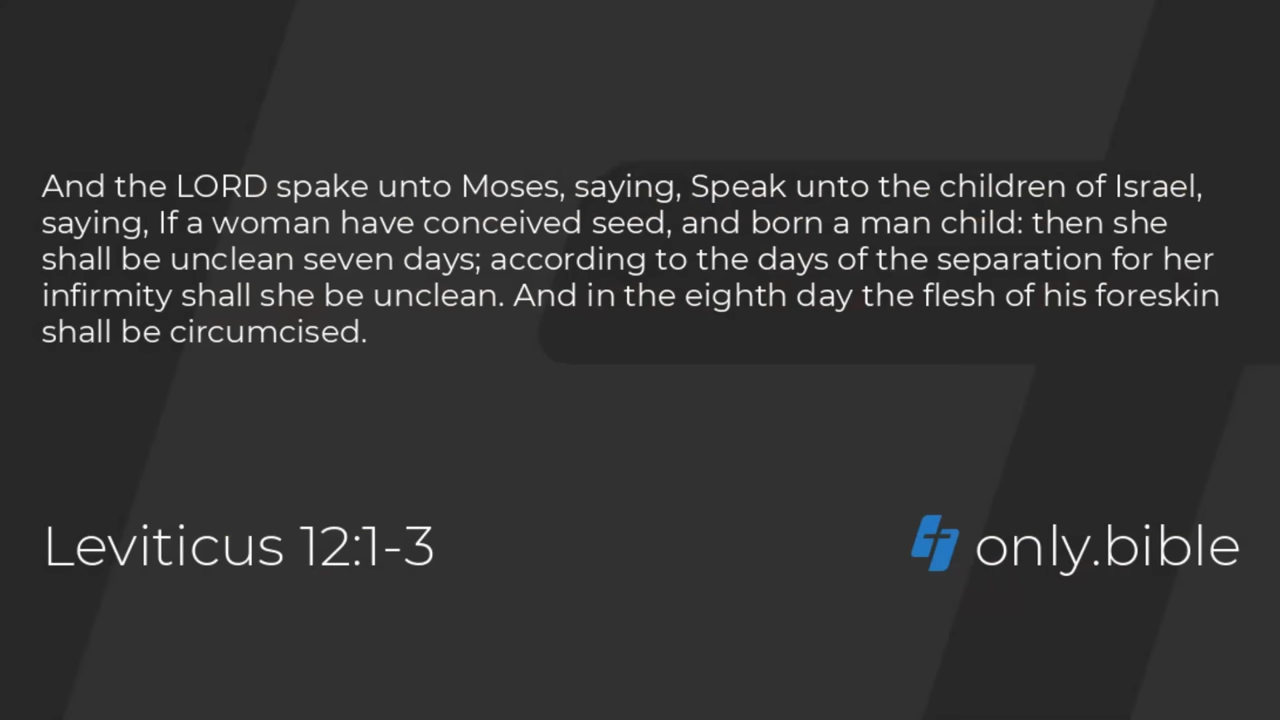 And the LORD spake unto Moses, saying, Speak unto the children of Israel,
saying, If a woman have conceived seed, and born a man child: then she
shall be unclean seven days; according to the days of the separation for her
infirmity shall she be unclean. And in the eighth day the flesh of his foreskin
shall be circumcised.
Leviticus 12:1-3
only.bible